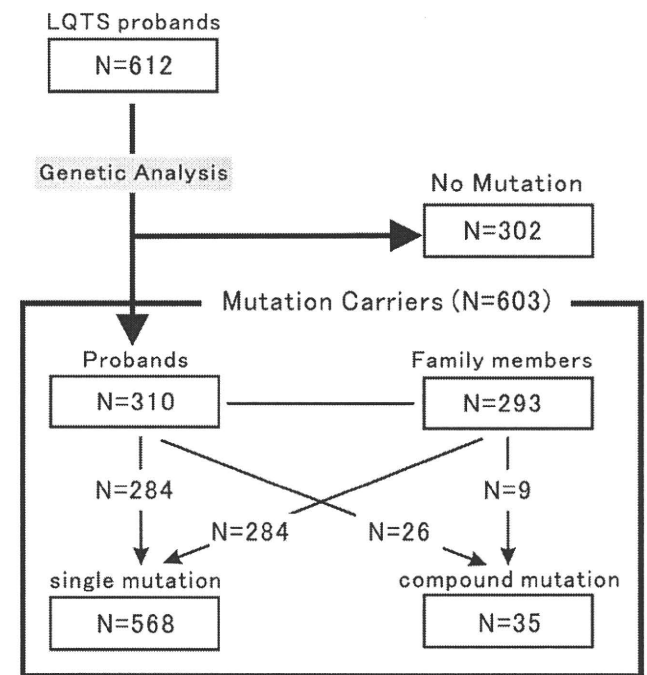 LQTS probands
N=612
Genetic Analysis
No Mutation
N=302
Mutation Carriers (N=603)
Probands
Family members
N=310
N=293
N=284
N=9
N=284
N=26
single mutation
compound mutation
N=568
N=35